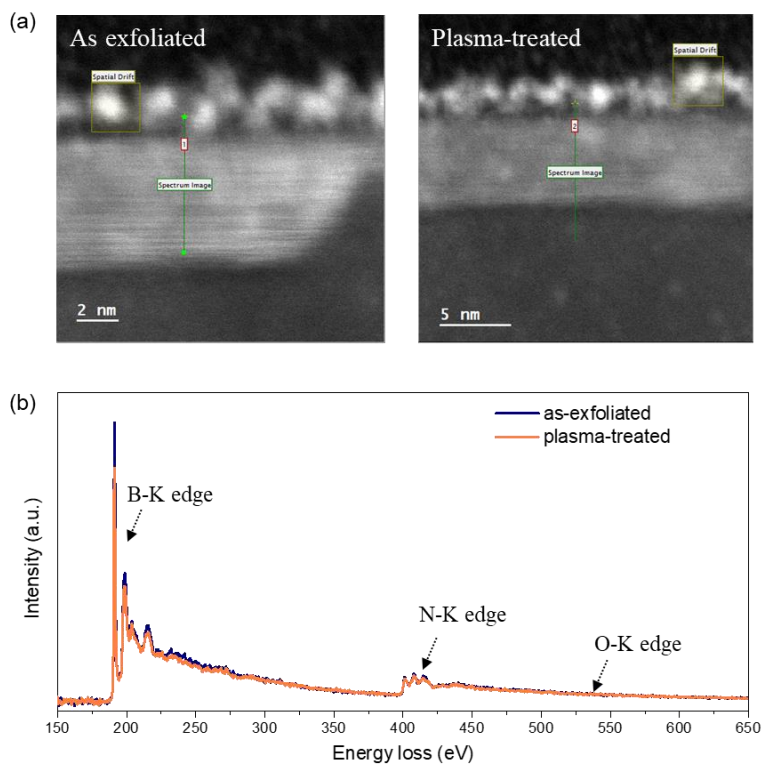 (a)
As exfoliated
Spatial Drift
1
Spectrum Image
2 nm
Plasma-treated
Spatial Drift
2
Spectrum Image
5 nm
(b)
as-exfoliated
plasma-treated
B-K edge
N-K edge
O-K edge
Intensity (a.u.)
150 200 250 300 350 400 450 500 550 600 650
Energy loss (eV)